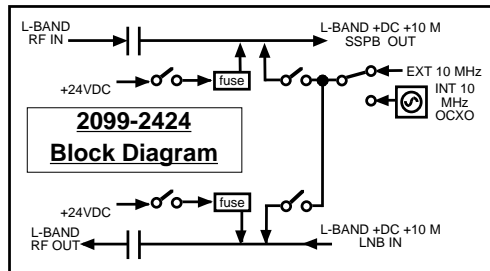 L-BAND
RF IN
L-BAND +DC +10 M
SSPB OUT
+24VDC
fuse
EXT 10 MHz
INT 10
MHz
OCXO
2099-2424
Block Diagram
+24VDC
fuse
L-BAND
RF OUT
L-BAND +DC +10 M
LNB IN